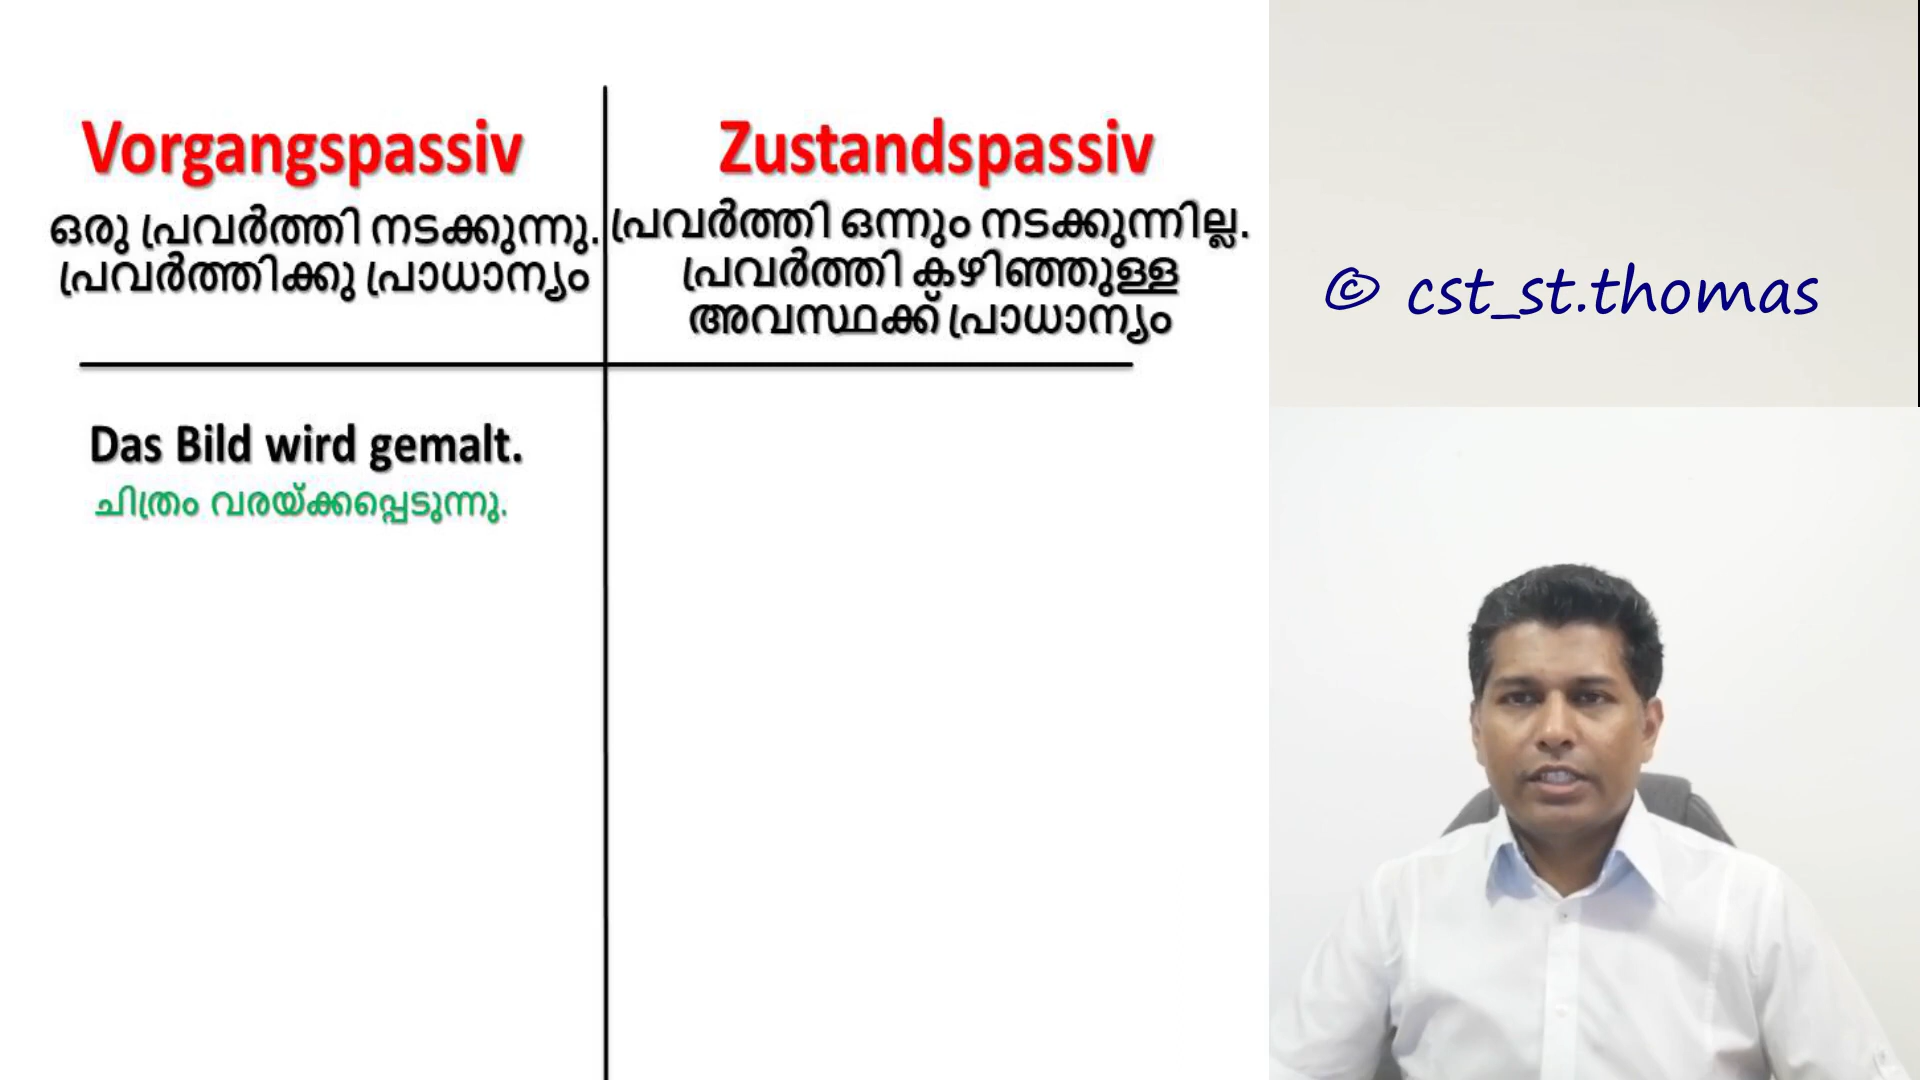 Vorgangspassiv
ഒരു പ്രവർത്തി നടക്കുന്നു.
പ്രവർത്തിക്കു പ്രാധാന്യം
Zustandspassiv
പ്രവർത്തി ഒന്നും നടക്കുന്നില്ല.
പ്രവർത്തി കഴിഞ്ഞുള്ള
അവസ്ഥക്ക് പ്രാധാന്യം
Das Bild wird gemalt.
ചിത്രം വരയ്ക്കപ്പെടുന്നു.
© cst_st.thomas